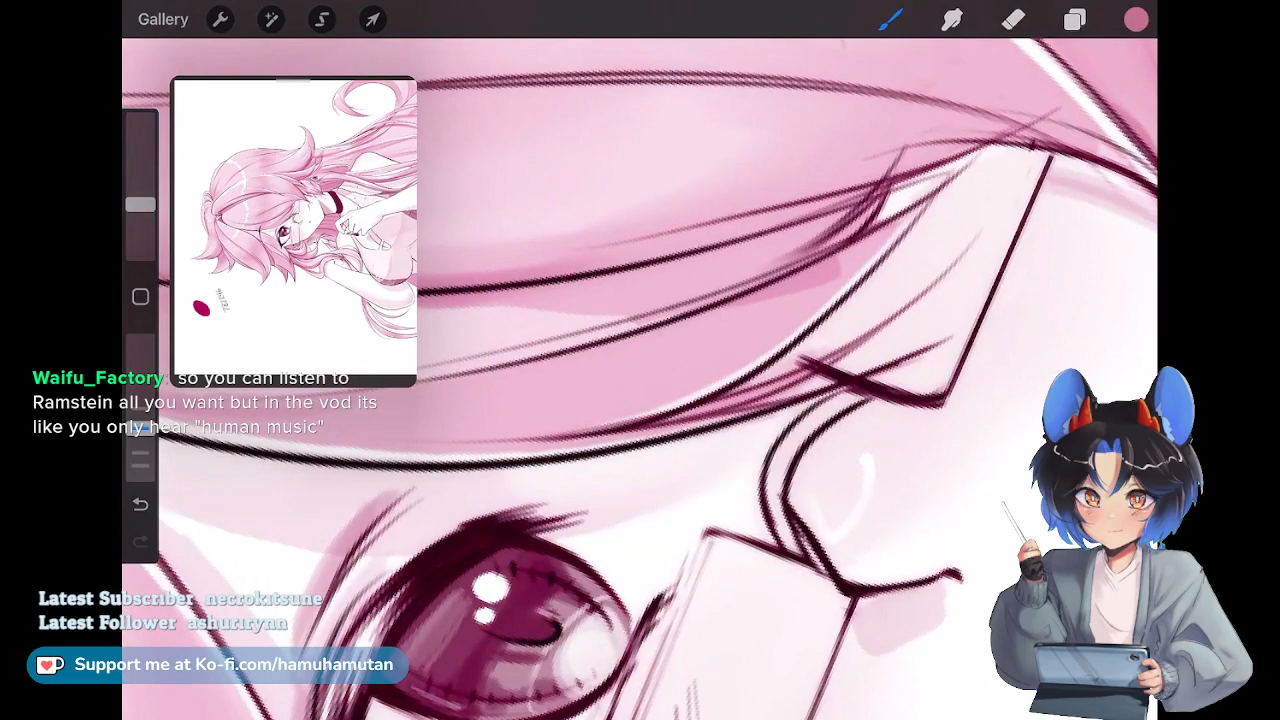 Gallery
Waifu_Factory: so you can listen to
Ramstein all you want but in the vod its
like you only hear "human music"
Latest Subscriber necrokitsune
Latest Follower ashurirynn
Support me at Ko-fi.com/hamuhamutan